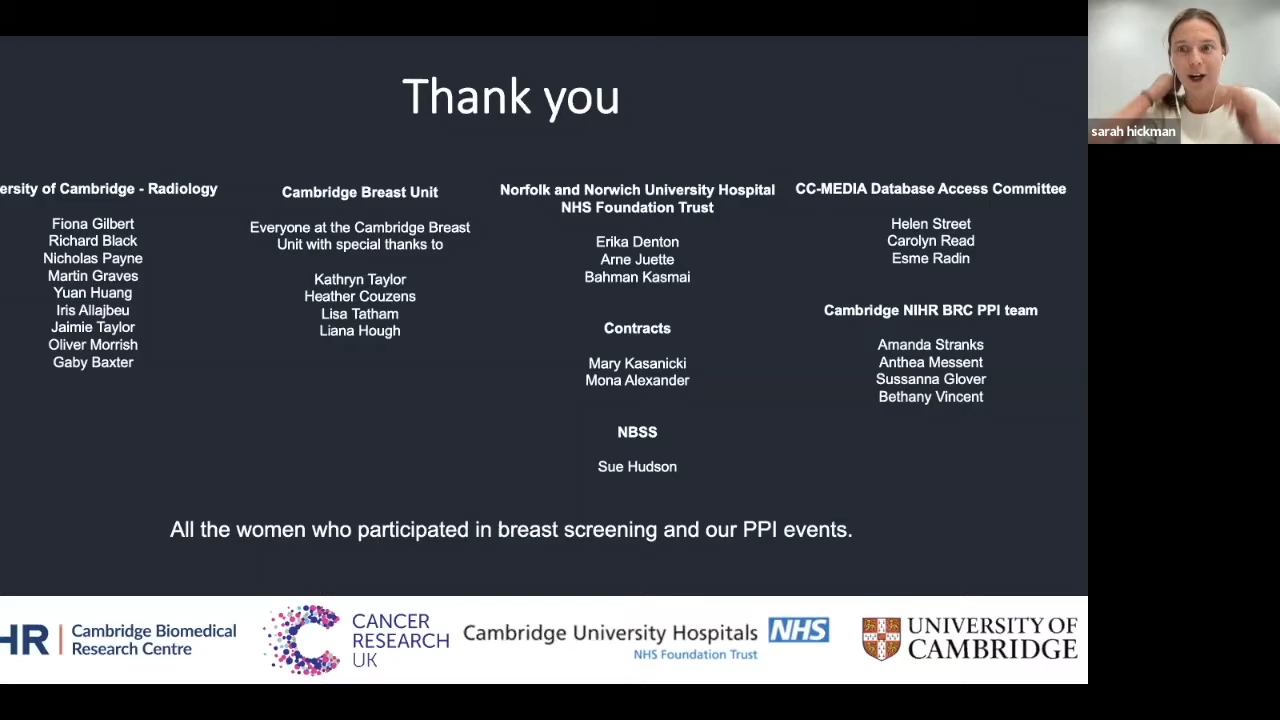 Thank you
ersity of Cambridge - Radiology
Fiona Gilbert
Richard Black
Nicholas Payne
Martin Graves
Yuan Huang
Iris Allajbeu
Jaimie Taylor
Oliver Morrish
Gaby Baxter
Cambridge Breast Unit
Everyone at the Cambridge Breast
Unit with special thanks to
Kathryn Taylor
Heather Couzens
Lisa Tatham
Liana Hough
Norfolk and Norwich University Hospital
NHS Foundation Trust
Erika Denton
Arne Juette
Bahman Kasmai
Contracts
Mary Kasanicki
Mona Alexander
NBSS
Sue Hudson
CC-MEDIA Database Access Committee
Helen Street
Carolyn Read
Esme Radin
Cambridge NIHR BRC PPI team
Amanda Stranks
Anthea Messent
Sussanna Glover
Bethany Vincent
All the women who participated in breast screening and our PPI events.
HR | Cambridge Biomedical
Research Centre
CANCER
RESEARCH
UK
Cambridge University Hospitals NHS
NHS Foundation Trust
UNIVERSITY OF
CAMBRIDGE
sarah hickman